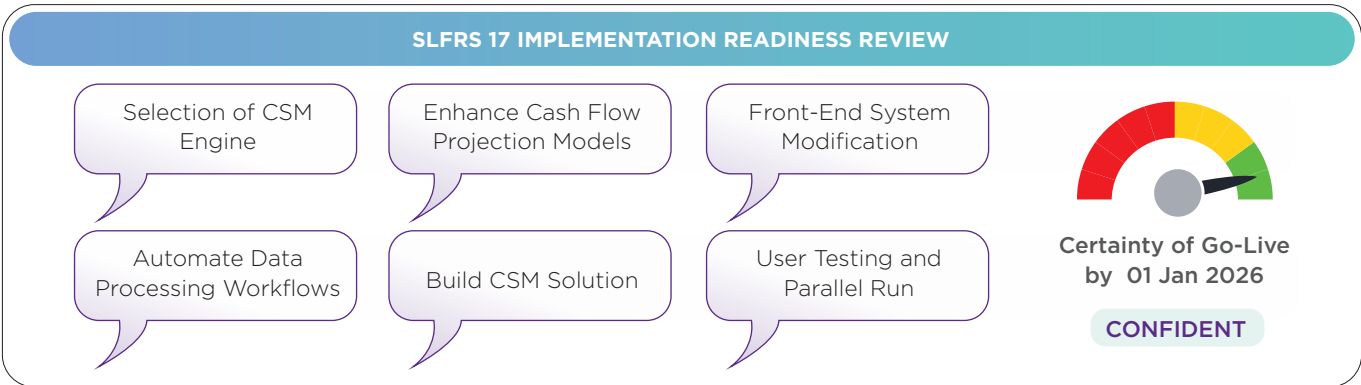 SLFRS 17 IMPLEMENTATION READINESS REVIEW
Selection of CSM
Engine
Enhance Cash Flow
Projection Models
Front-End System
Modification
Automate Data
Processing Workflows
Build CSM Solution
User Testing and
Parallel Run
Certainty of Go-Live
by 01 Jan 2026
CONFIDENT